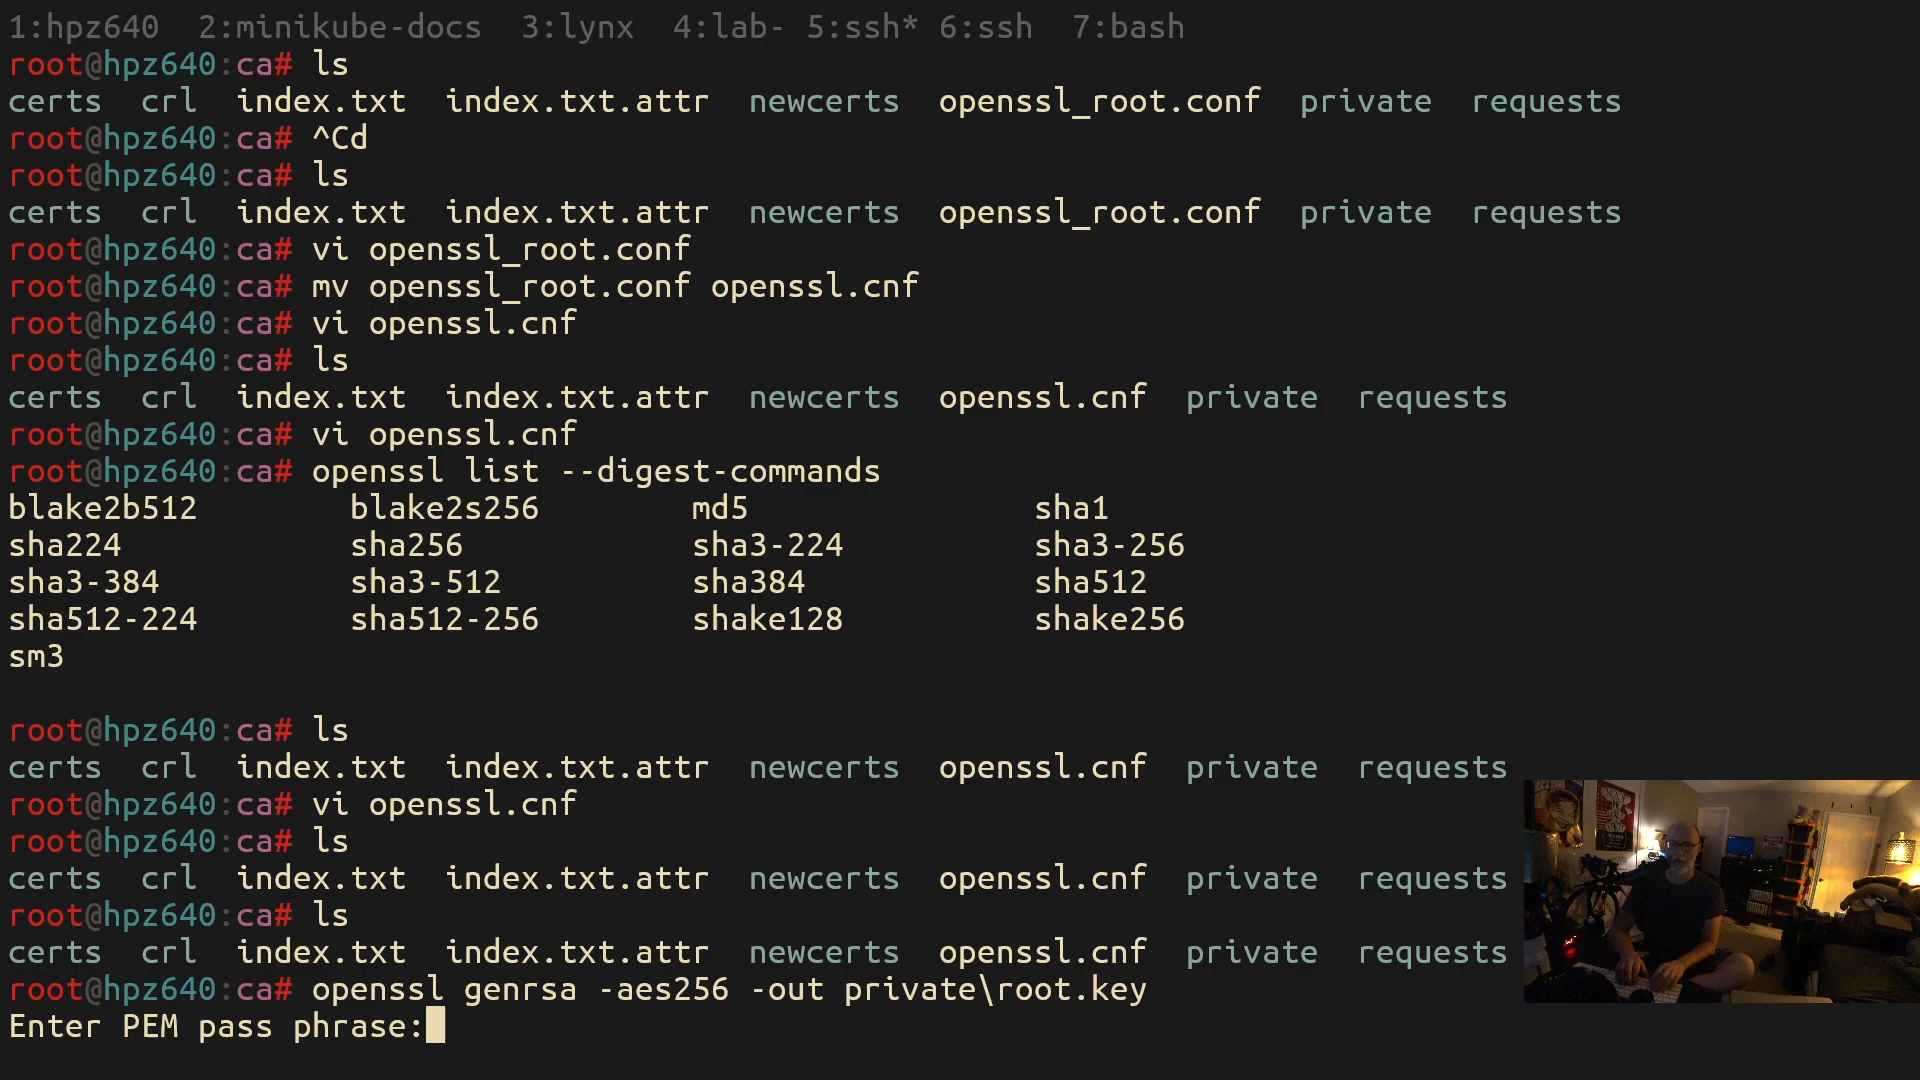 1:hpz640  2:minikube-docs  3:lynx  4:lab- 5:ssh* 6:ssh  7:bash
root@hpz640:ca# ls
certs  crl  index.txt  index.txt.attr  newcerts  openssl_root.conf  private  requests
root@hpz640:ca# ^Cd
root@hpz640:ca# ls
certs  crl  index.txt  index.txt.attr  newcerts  openssl_root.conf  private  requests
root@hpz640:ca# vi openssl_root.conf
root@hpz640:ca# mv openssl_root.conf openssl.cnf
root@hpz640:ca# vi openssl.cnf
root@hpz640:ca# ls
certs  crl  index.txt  index.txt.attr  newcerts  openssl.cnf  private  requests
root@hpz640:ca# vi openssl.cnf
root@hpz640:ca# openssl list --digest-commands
blake2b512        blake2s256        md5               sha1
sha224            sha256            sha3-224          sha3-256
sha3-384          sha3-512          sha384            sha512
sha512-224        sha512-256        shake128          shake256
sm3
root@hpz640:ca# ls
certs  crl  index.txt  index.txt.attr  newcerts  openssl.cnf  private  requests
root@hpz640:ca# vi openssl.cnf
root@hpz640:ca# ls
certs  crl  index.txt  index.txt.attr  newcerts  openssl.cnf  private  requests
root@hpz640:ca# ls
certs  crl  index.txt  index.txt.attr  newcerts  openssl.cnf  private  requests
root@hpz640:ca# openssl genrsa -aes256 -out private\root.key
Enter PEM pass phrase: